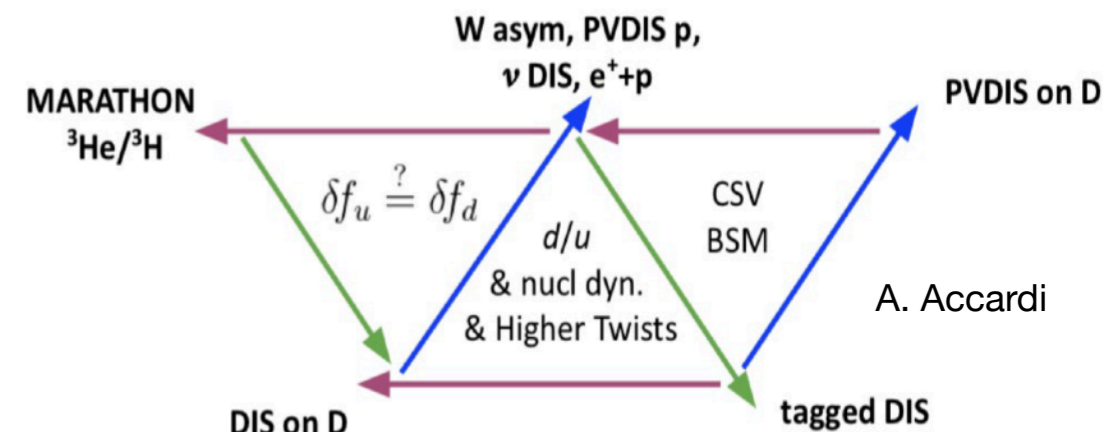 W asym, PVDIS p,
ν DIS, e⁺+p
MARATHON
³He/³H
PVDIS on D
δfᵤ ≟ δf_d
CSV
BSM
d/u
& nucl dyn.
& Higher Twists
A. Accardi
DIS on D
tagged DIS